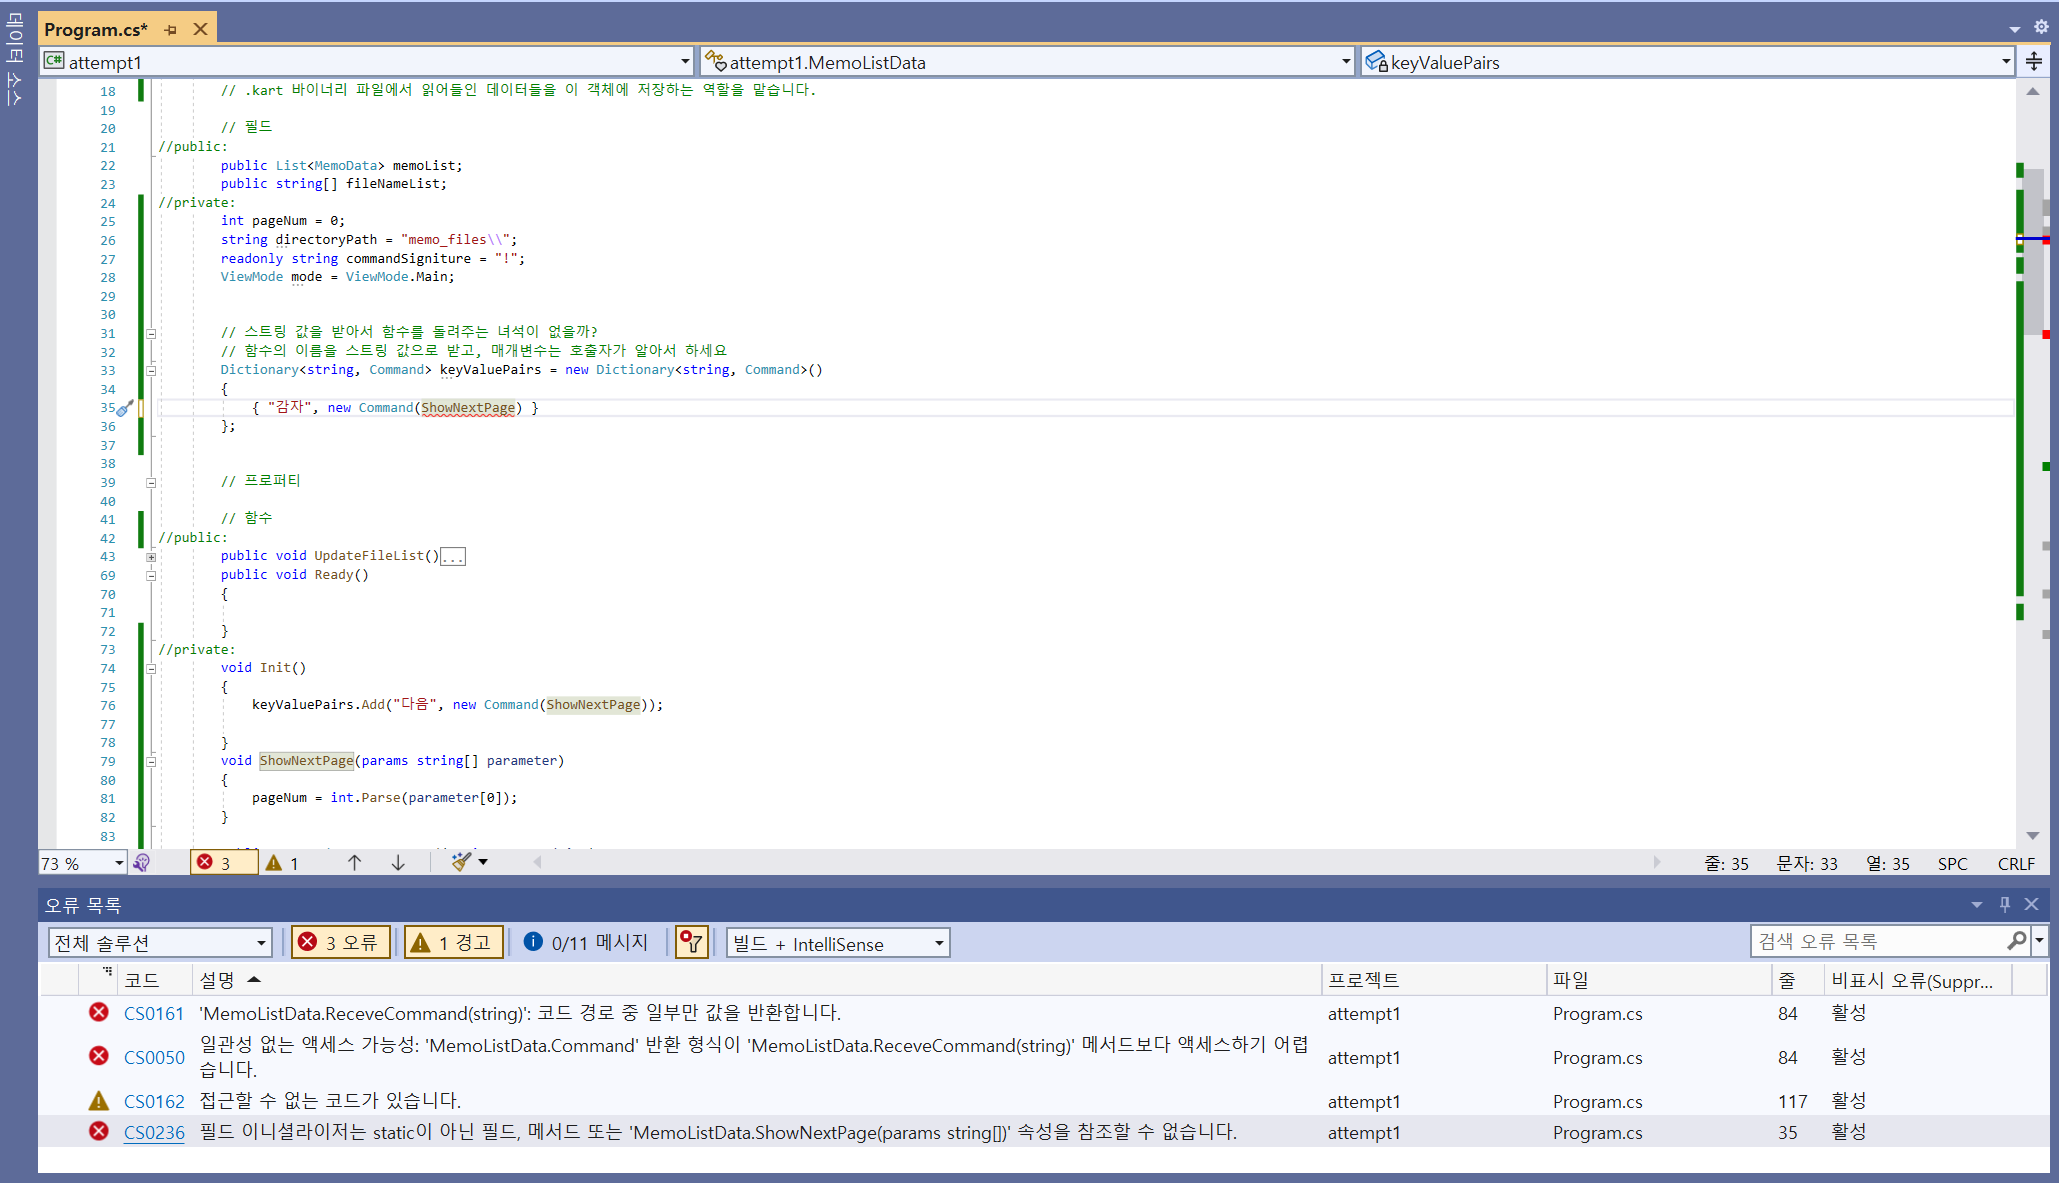 데이터 소스
Program.cs*
attempt1
attempt1.MemoListData
keyValuePairs
18 // .kart 바이너리 파일에서 읽어들인 데이터들을 이 객체에 저장하는 역할을 맡습니다.
19
20 // 필드
21 //public:
22 public List<MemoData> memoList;
23 public string[] fileNameList;
24 //private:
25 int pageNum = 0;
26 string directoryPath = "memo_files\\";
27 readonly string commandSigniture = "!";
28 ViewMode mode = ViewMode.Main;
29
30
31 // 스트링 값을 받아서 함수를 돌려주는 녀석이 없을까?
32 // 함수의 이름을 스트링 값으로 받고, 매개변수는 호출자가 알아서 하세요
33 Dictionary<string, Command> keyValuePairs = new Dictionary<string, Command>()
34 {
35 { "감자", new Command(ShowNextPage) }
36 };
37
38
39 // 프로퍼티
40
41 // 함수
42 //public:
43 public void UpdateFileList()...
69 public void Ready()
70 {
71
72 }
73 //private:
74 void Init()
75 {
76 keyValuePairs.Add("다음", new Command(ShowNextPage));
77
78 }
79 void ShowNextPage(params string[] parameter)
80 {
81 pageNum = int.Parse(parameter[0]);
82 }
83
73 % 3 1 줄: 35 문자: 33 열: 35 SPC CRLF
오류 목록
전체 솔루션 3 오류 1 경고 0/11 메시지 빌드 + IntelliSense 검색 오류 목록
코드 설명 프로젝트 파일 줄 비표시 오류(Suppr...
CS0161 'MemoListData.ReceveCommand(string)': 코드 경로 중 일부만 값을 반환합니다. attempt1 Program.cs 84 활성
CS0050 일관성 없는 액세스 가능성: 'MemoListData.Command' 반환 형식이 'MemoListData.ReceveCommand(string)' 메서드보다 액세스하기 어렵
습니다. attempt1 Program.cs 84 활성
CS0162 접근할 수 없는 코드가 있습니다. attempt1 Program.cs 117 활성
CS0236 필드 이니셜라이저는 static이 아닌 필드, 메서드 또는 'MemoListData.ShowNextPage(params string[])' 속성을 참조할 수 없습니다. attempt1 Program.cs 35 활성